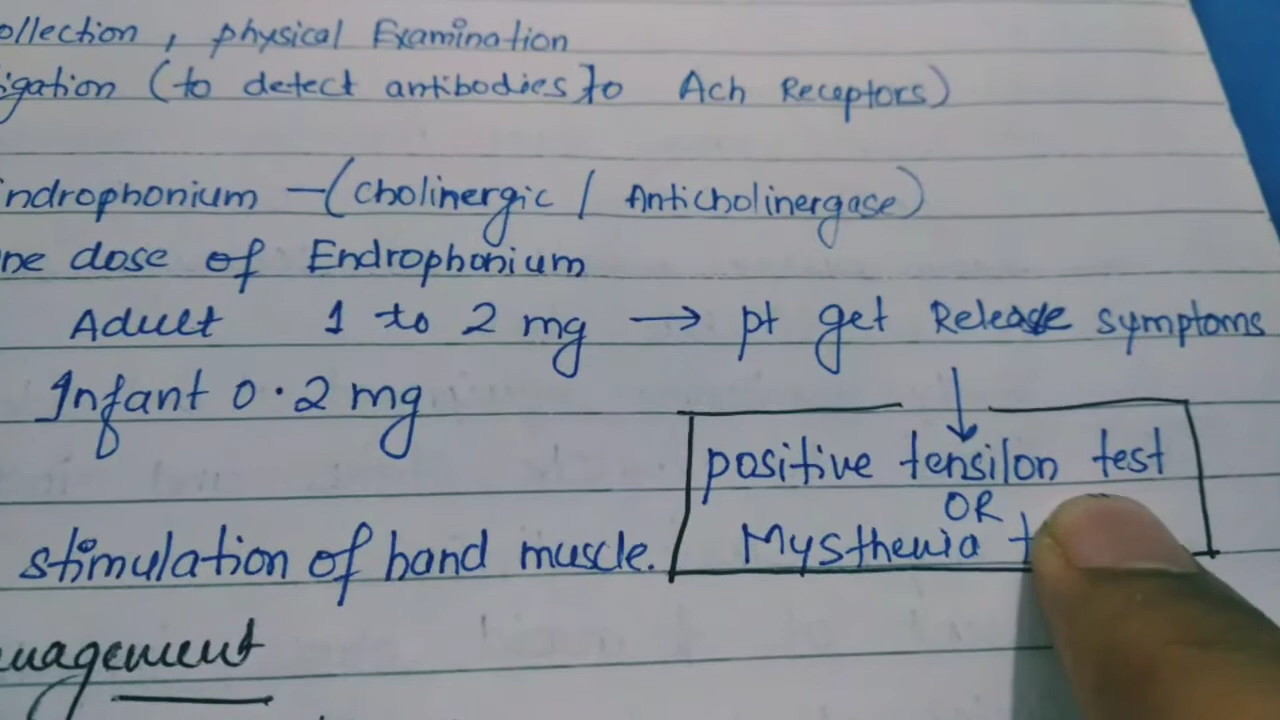 ollection, physical Examination
igation (to detect antibodies to Ach Receptors)
ndrophonium - (cholinergic / Anticholinergase)
ne dose of Endrophonium
Adult 1 to 2 mg → pt get Release symptoms
Infant 0.2 mg
positive tensilon test
OR
stimulation of hand muscle. Mysthenia t
nagement